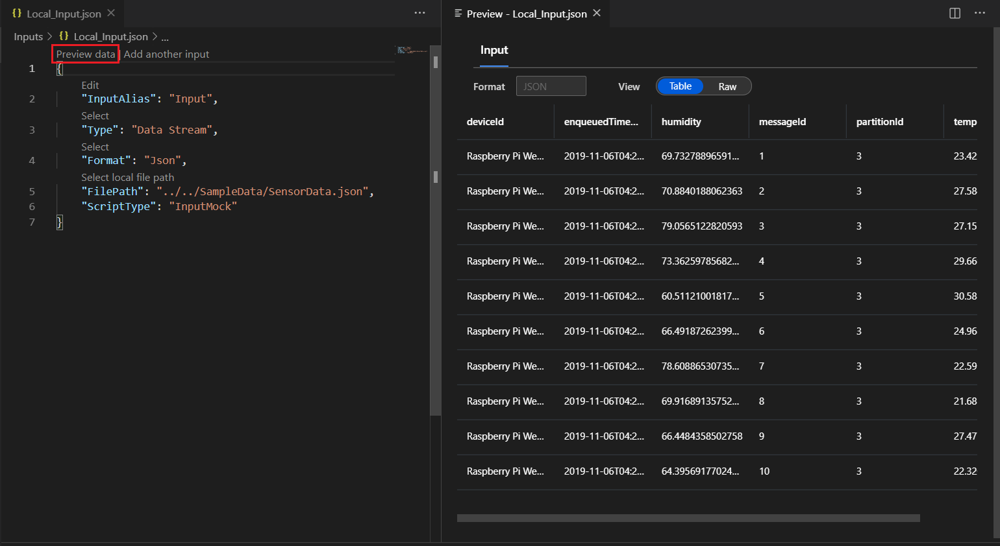 {} Local_Input.json
Inputs > {} Local_Input.json > ...
Preview data | Add another input
1 {
Edit
2 "InputAlias": "Input",
Select
3 "Type": "Data Stream",
Select
4 "Format": "Json",
Select local file path
5 "FilePath": "../../SampleData/SensorData.json",
6 "ScriptType": "InputMock"
7 }
Preview - Local_Input.json
Input
Format JSON View Table Raw
deviceId enqueuedTime... humidity messageId partitionId temp
Raspberry Pi We... 2019-11-06T04:2... 69.73278896591... 1 3 23.42
Raspberry Pi We... 2019-11-06T04:2... 70.8840188062363 2 3 27.58
Raspberry Pi We... 2019-11-06T04:2... 79.0565122820593 3 3 27.15
Raspberry Pi We... 2019-11-06T04:2... 73.36259785682... 4 3 29.66
Raspberry Pi We... 2019-11-06T04:2... 60.51121001817... 5 3 30.58
Raspberry Pi We... 2019-11-06T04:2... 66.49187262399... 6 3 24.96
Raspberry Pi We... 2019-11-06T04:2... 78.60886530735... 7 3 22.59
Raspberry Pi We... 2019-11-06T04:2... 69.91689135752... 8 3 21.68
Raspberry Pi We... 2019-11-06T04:2... 66.4484358502758 9 3 27.47
Raspberry Pi We... 2019-11-06T04:2... 64.39569177024... 10 3 22.32